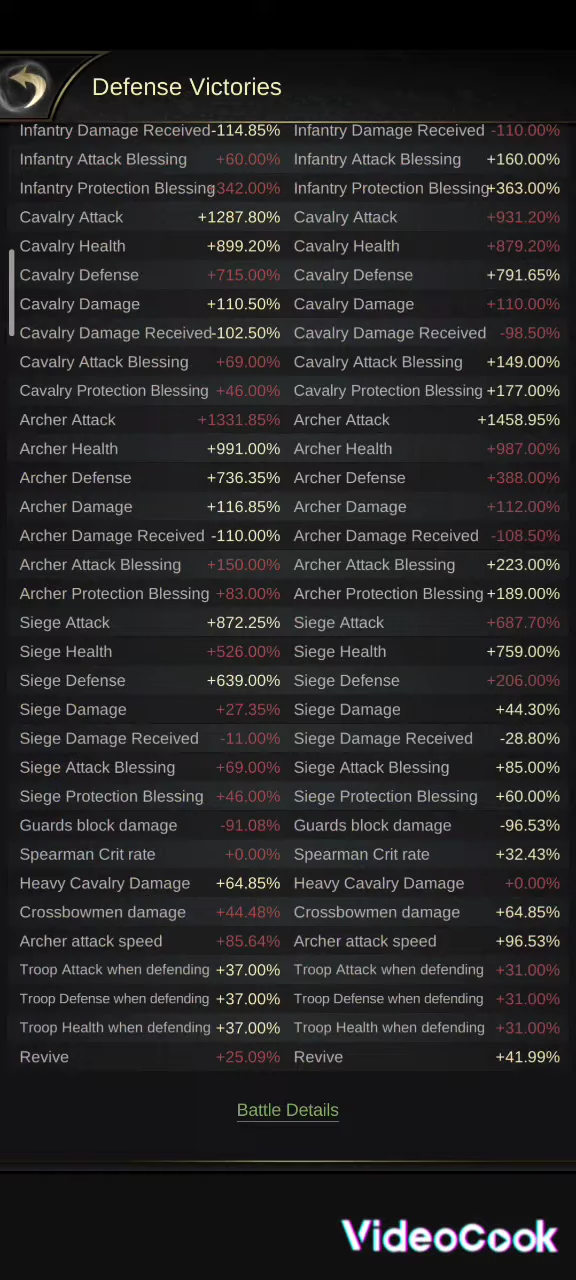 Defense Victories
Infantry Damage Received -114.85% Infantry Damage Received -110.00%
Infantry Attack Blessing +60.00% Infantry Attack Blessing +160.00%
Infantry Protection Blessing +342.00% Infantry Protection Blessing +363.00%
Cavalry Attack +1287.80% Cavalry Attack +931.20%
Cavalry Health +899.20% Cavalry Health +879.20%
Cavalry Defense +715.00% Cavalry Defense +791.65%
Cavalry Damage +110.50% Cavalry Damage +110.00%
Cavalry Damage Received -102.50% Cavalry Damage Received -98.50%
Cavalry Attack Blessing +69.00% Cavalry Attack Blessing +149.00%
Cavalry Protection Blessing +46.00% Cavalry Protection Blessing +177.00%
Archer Attack +1331.85% Archer Attack +1458.95%
Archer Health +991.00% Archer Health +987.00%
Archer Defense +736.35% Archer Defense +388.00%
Archer Damage +116.85% Archer Damage +112.00%
Archer Damage Received -110.00% Archer Damage Received -108.50%
Archer Attack Blessing +150.00% Archer Attack Blessing +223.00%
Archer Protection Blessing +83.00% Archer Protection Blessing +189.00%
Siege Attack +872.25% Siege Attack +687.70%
Siege Health +526.00% Siege Health +759.00%
Siege Defense +639.00% Siege Defense +206.00%
Siege Damage +27.35% Siege Damage +44.30%
Siege Damage Received -11.00% Siege Damage Received -28.80%
Siege Attack Blessing +69.00% Siege Attack Blessing +85.00%
Siege Protection Blessing +46.00% Siege Protection Blessing +60.00%
Guards block damage -91.08% Guards block damage -96.53%
Spearman Crit rate +0.00% Spearman Crit rate +32.43%
Heavy Cavalry Damage +64.85% Heavy Cavalry Damage +0.00%
Crossbowmen damage +44.48% Crossbowmen damage +64.85%
Archer attack speed +85.64% Archer attack speed +96.53%
Troop Attack when defending +37.00% Troop Attack when defending +31.00%
Troop Defense when defending +37.00% Troop Defense when defending +31.00%
Troop Health when defending +37.00% Troop Health when defending +31.00%
Revive +25.09% Revive +41.99%
Battle Details
VideoCook